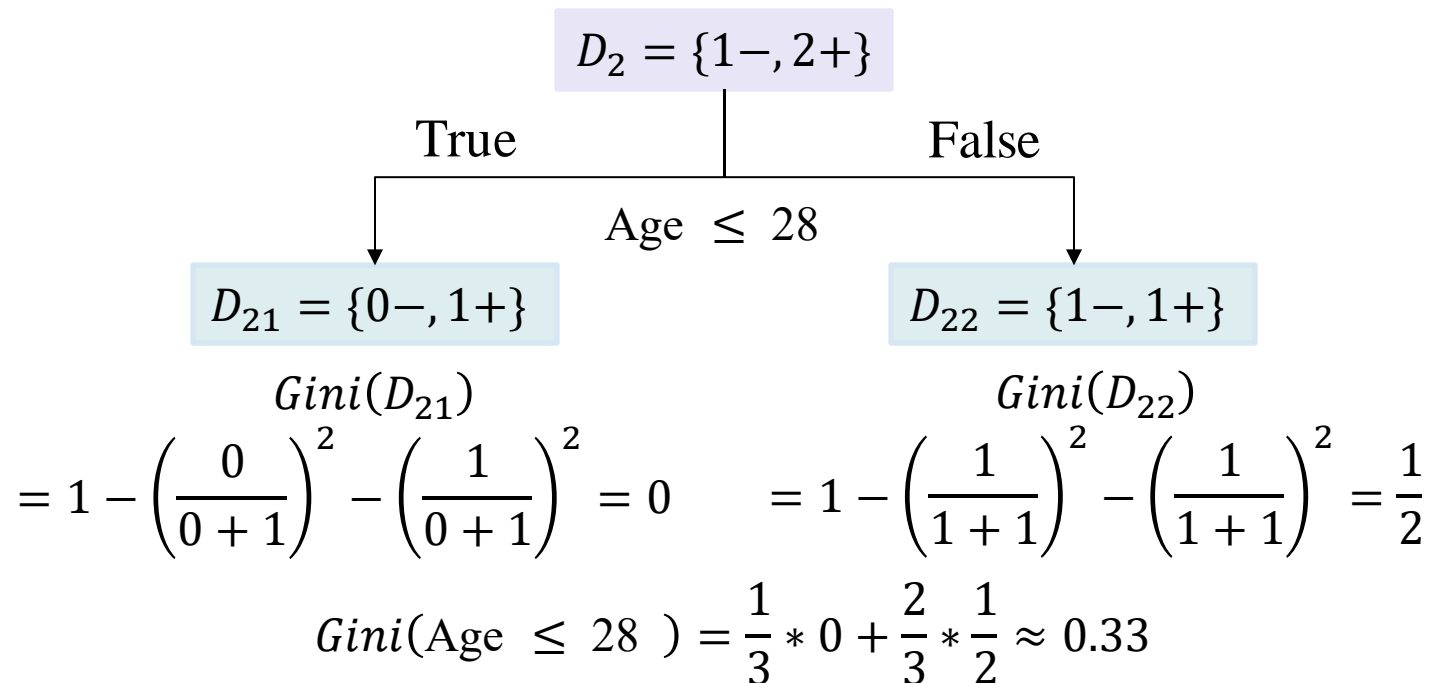 D₂ = {1−, 2+}
True False
Age ≤ 28
D₂₁ = {0−, 1+} D₂₂ = {1−, 1+}
Gini(D₂₁) Gini(D₂₂)
= 1 − (0/(0 + 1))² − (1/(0 + 1))² = 0 = 1 − (1/(1 + 1))² − (1/(1 + 1))² = 1/2
Gini(Age ≤ 28 ) = 1/3 * 0 + 2/3 * 1/2 ≈ 0.33